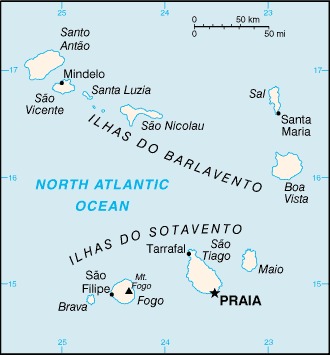 25
24
23
0 50 km
0 50 mi
Santo
Antão
17
17
Mindelo
São
Vicente
Santa Luzia
São Nicolau
Sal
Santa
Maria
ILHAS DO BARLAVENTO
16
16
Boa
Vista
NORTH ATLANTIC
OCEAN
ILHAS DO SOTAVENTO
Tarrafal
São
Tiago
Maio
15
15
São
Filipe
Mt.
Fogo
Fogo
Brava
PRAIA
25
24
23